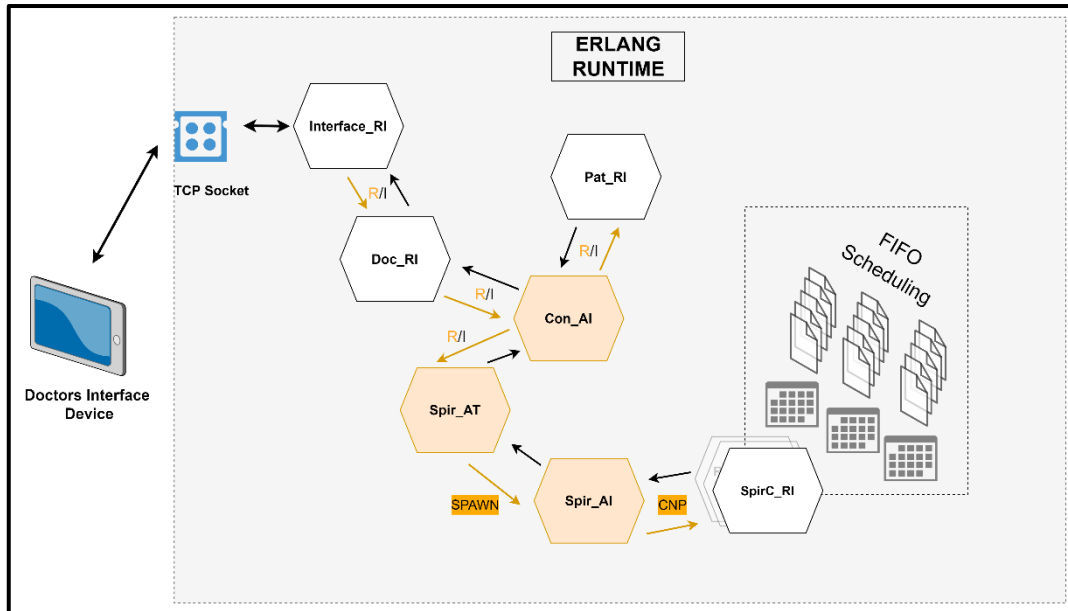 ERLANG
RUNTIME
Interface_RI
TCP Socket
R/I
Pat_RI
Doc_RI
R/I
R/I
Con_AI
R/I
FIFO
Scheduling
Doctors Interface
Device
Spir_AT
SPAWN
Spir_AI
CNP
SpirC_RI